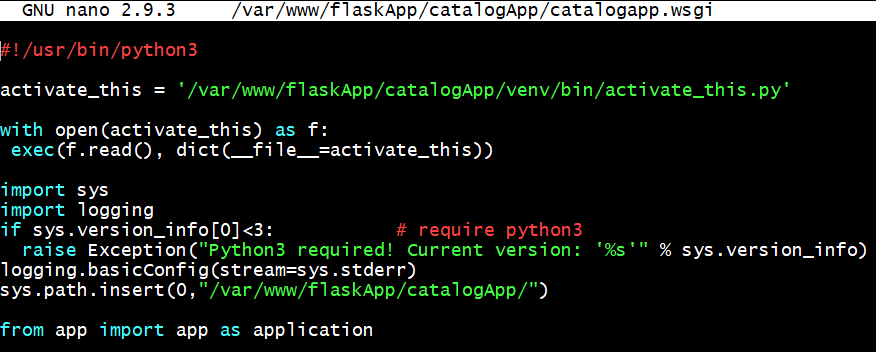 GNU nano 2.9.3 /var/www/flaskApp/catalogApp/catalogapp.wsgi
#!/usr/bin/python3
activate_this = '/var/www/flaskApp/catalogApp/venv/bin/activate_this.py'
with open(activate_this) as f:
 exec(f.read(), dict(__file__=activate_this))
import sys
import logging
if sys.version_info[0]<3: # require python3
  raise Exception("Python3 required! Current version: '%s'" % sys.version_info)
logging.basicConfig(stream=sys.stderr)
sys.path.insert(0,"/var/www/flaskApp/catalogApp/")
from app import app as application